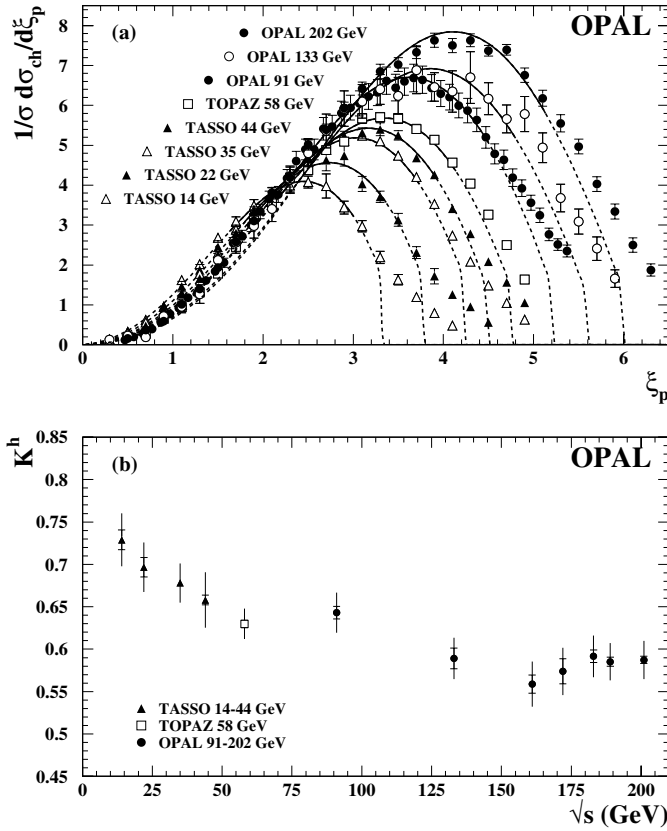 (a)
OPAL
OPAL 202 GeV
OPAL 133 GeV
OPAL 91 GeV
TOPAZ 58 GeV
TASSO 44 GeV
TASSO 35 GeV
TASSO 22 GeV
TASSO 14 GeV
1/σ dσ_ch/dξ_p
8
7
6
5
4
3
2
1
0
0 1 2 3 4 5 6
ξ_p
(b)
OPAL
K^h
0.85
0.8
0.75
0.7
0.65
0.6
0.55
0.5
0.45
TASSO 14-44 GeV
TOPAZ 58 GeV
OPAL 91-202 GeV
0 25 50 75 100 125 150 175 200
√s (GeV)